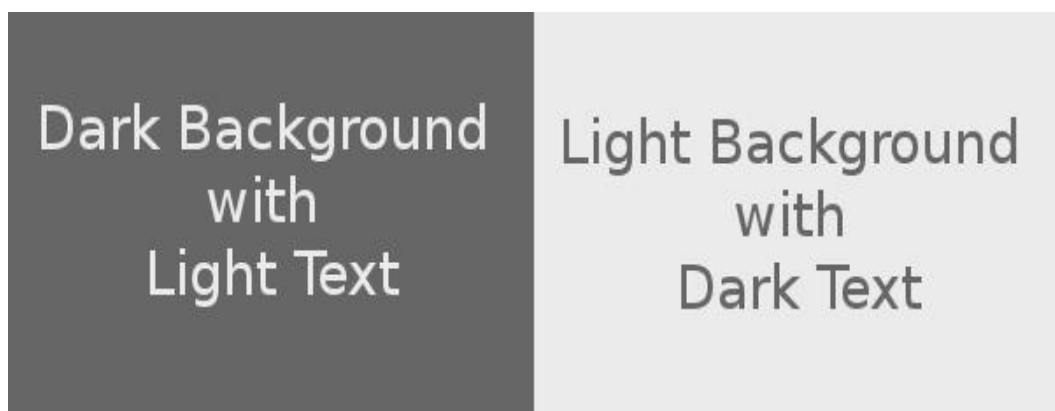 Dark Background
with
Light Text
Light Background
with
Dark Text